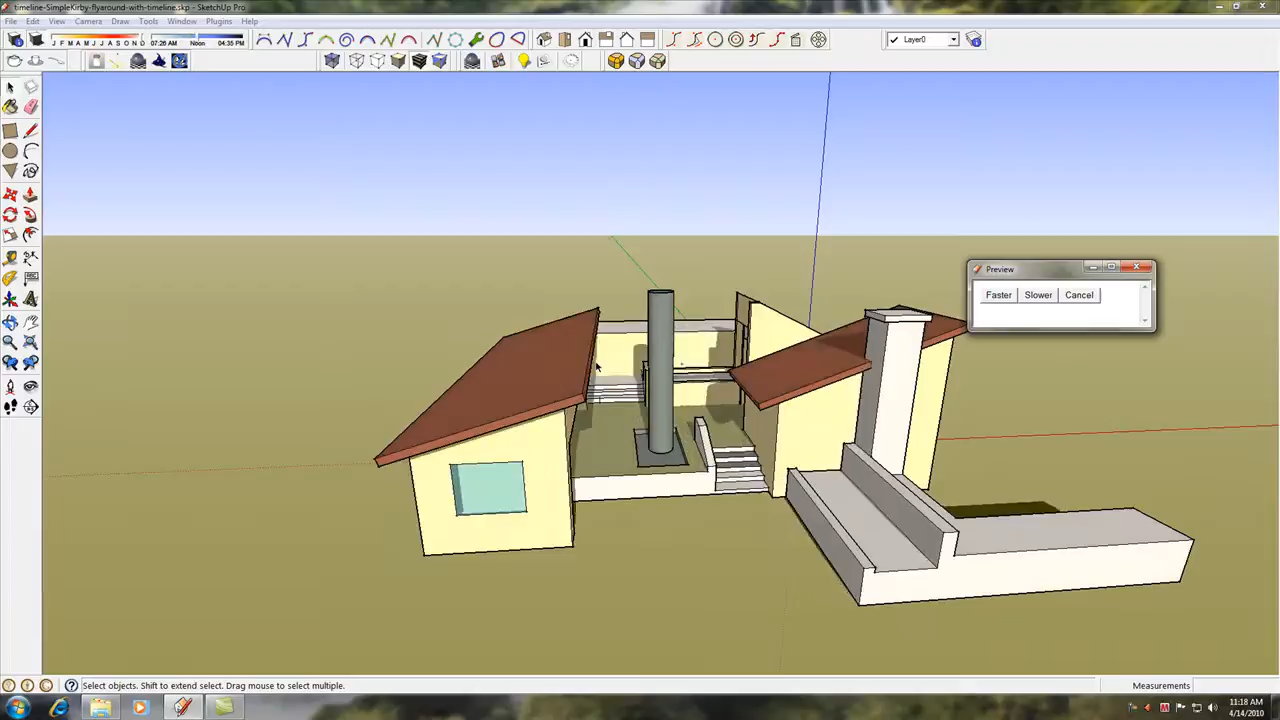 timeline-SimpleKirby-flyaround-with-timeline.skp - SketchUp Pro
File Edit View Camera Draw Tools Window Plugins Help
J F M A M J J A S O N D 07:26 AM Noon 04:35 PM
Layer0
Preview
Faster Slower Cancel
Select objects. Shift to extend select. Drag mouse to select multiple.
Measurements
11:18 AM
4/14/2010